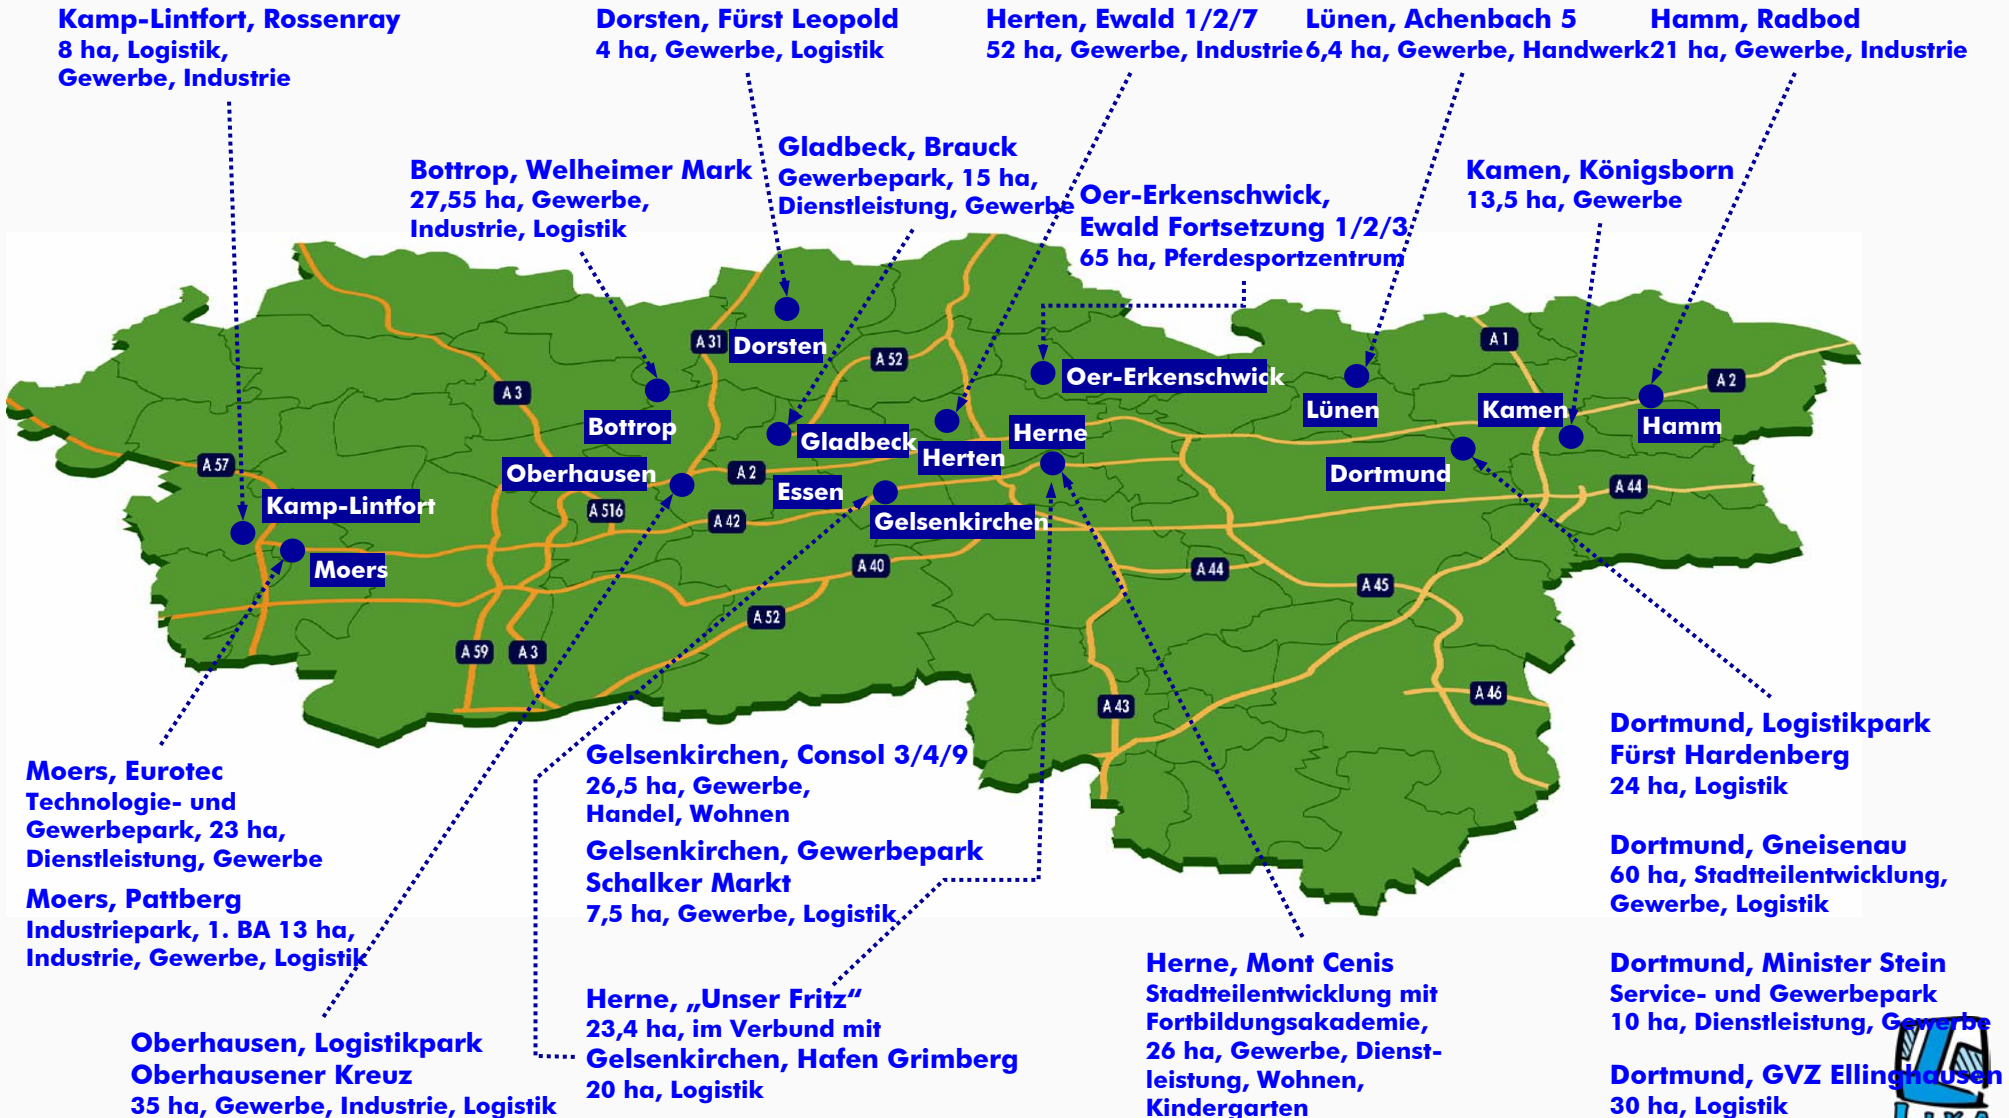 Kamp-Lintfort, Rossenray
8 ha, Logistik,
Gewerbe, Industrie
Dorsten, Fürst Leopold
4 ha, Gewerbe, Logistik
Herten, Ewald 1/2/7
52 ha, Gewerbe, Industrie
Lünen, Achenbach 5
6,4 ha, Gewerbe, Handwerk
Hamm, Radbod
21 ha, Gewerbe, Industrie
Bottrop, Welheimer Mark
27,55 ha, Gewerbe,
Industrie, Logistik
Gladbeck, Brauck
Gewerbepark, 15 ha,
Dienstleistung, Gewerbe
Oer-Erkenschwick,
Ewald Fortsetzung 1/2/3
65 ha, Pferdesportzentrum
Kamen, Königsborn
13,5 ha, Gewerbe
A 31
Dorsten
A 52
A 1
A 3
Oer-Erkenschwick
A 2
Bottrop
Lünen
Kamen
Hamm
Gladbeck
Herne
Herten
A 57
Oberhausen
A 2
Dortmund
Essen
A 44
Kamp-Lintfort
A 516
A 42
Gelsenkirchen
Moers
A 40
A 44
A 45
A 52
A 59
A 3
A 43
A 46
Moers, Eurotec
Technologie- und
Gewerbepark, 23 ha,
Dienstleistung, Gewerbe
Moers, Pattberg
Industriepark, 1. BA 13 ha,
Industrie, Gewerbe, Logistik
Oberhausen, Logistikpark
Oberhausener Kreuz
35 ha, Gewerbe, Industrie, Logistik
Gelsenkirchen, Consol 3/4/9
26,5 ha, Gewerbe,
Handel, Wohnen
Gelsenkirchen, Gewerbepark
Schalker Markt
7,5 ha, Gewerbe, Logistik
Herne, „Unser Fritz“
23,4 ha, im Verbund mit
Gelsenkirchen, Hafen Grimberg
20 ha, Logistik
Herne, Mont Cenis
Stadtteilentwicklung mit
Fortbildungsakademie,
26 ha, Gewerbe, Dienst-
leistung, Wohnen,
Kindergarten
Dortmund, Logistikpark
Fürst Hardenberg
24 ha, Logistik
Dortmund, Gneisenau
60 ha, Stadtteilentwicklung,
Gewerbe, Logistik
Dortmund, Minister Stein
Service- und Gewerbepark
10 ha, Dienstleistung, Gewerbe
Dortmund, GVZ Ellinghausen
30 ha, Logistik